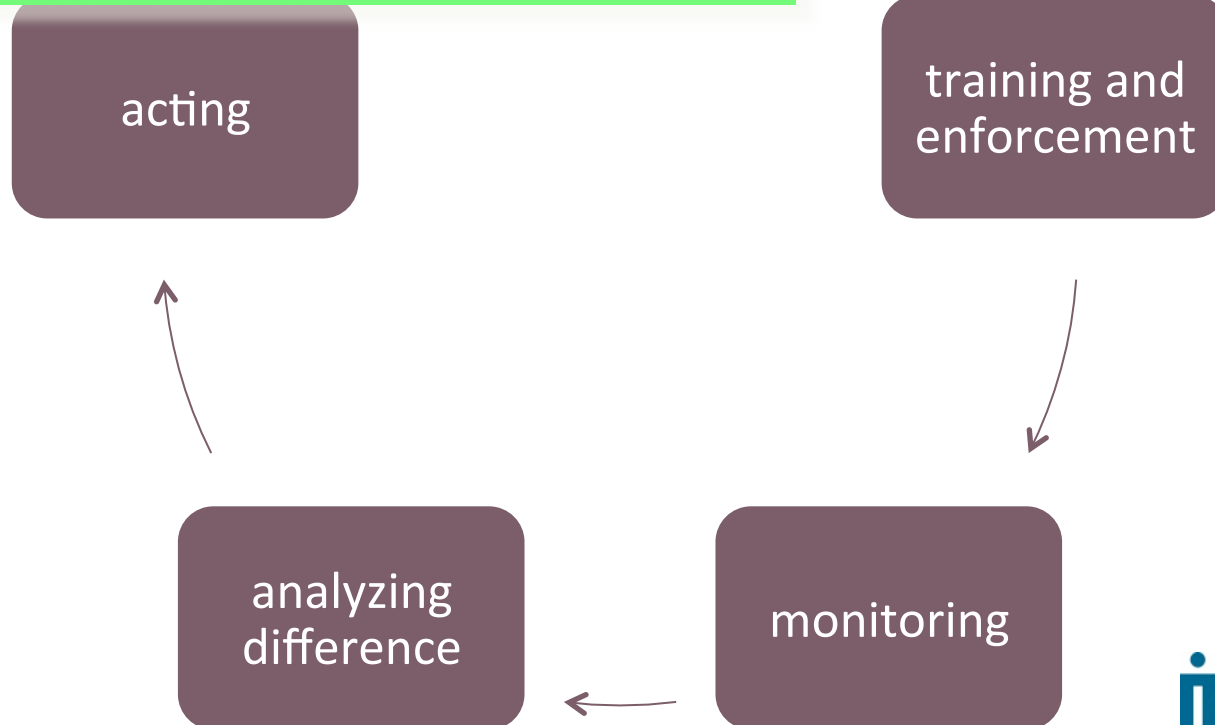 acting
training and
enforcement
analyzing
difference
monitoring